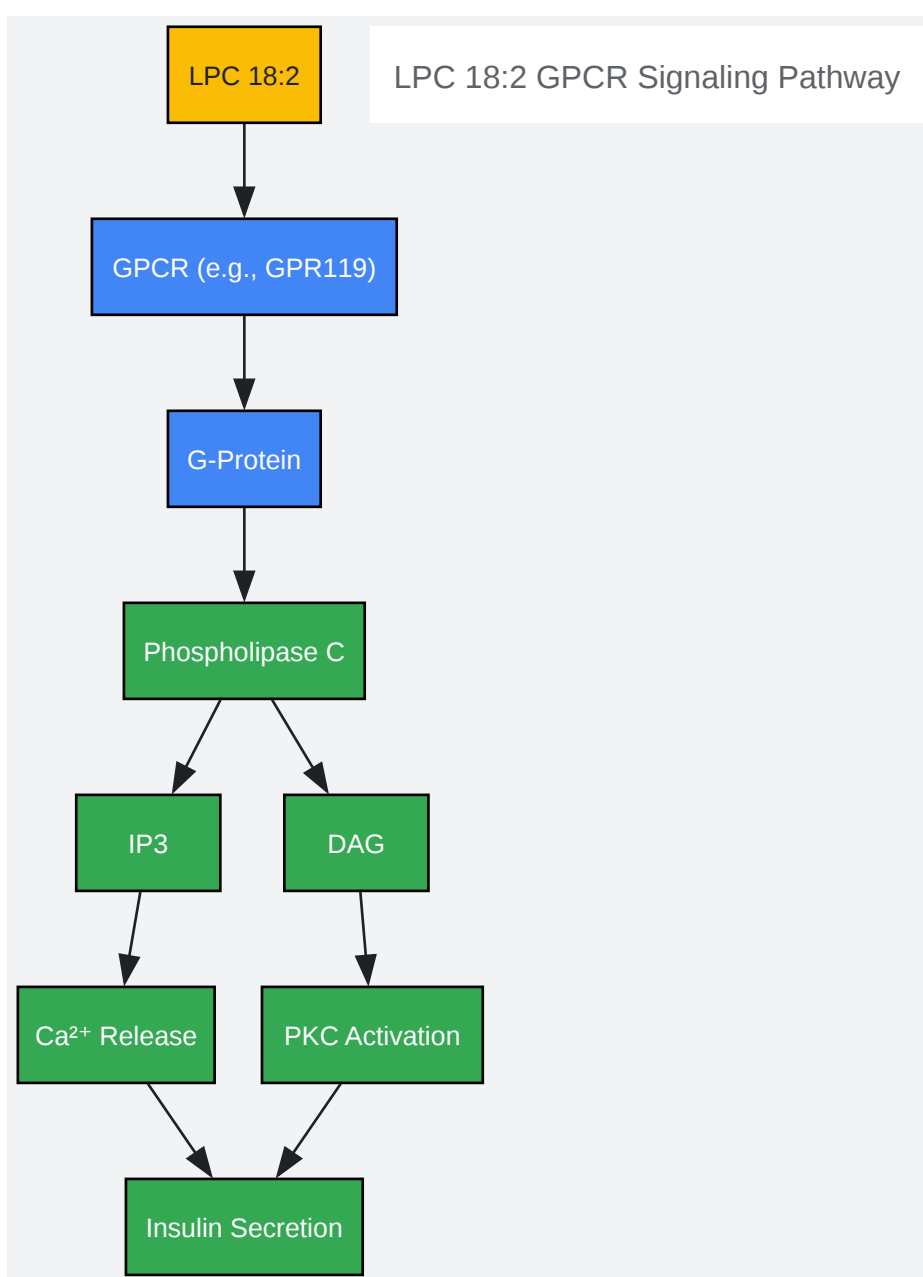 LPC 18:2
LPC 18:2 GPCR Signaling Pathway
GPCR (e.g., GPR119)
G-Protein
Phospholipase C
IP3
DAG
Ca²⁺ Release
PKC Activation
Insulin Secretion